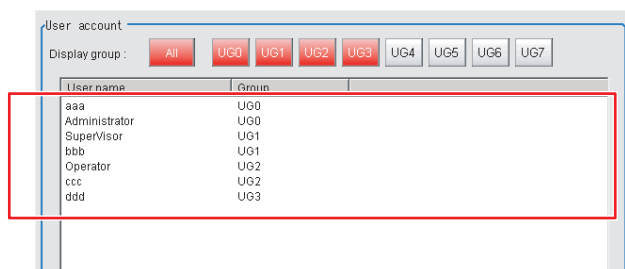 User account
Display group : All UG0 UG1 UG2 UG3 UG4 UG5 UG6 UG7
User name Group
aaa UG0
Administrator UG0
SuperVisor UG1
bbb UG1
Operator UG2
ccc UG2
ddd UG3